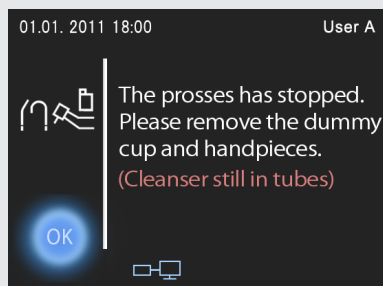 01.01. 2011 18:00 User A
The prosses has stopped.
Please remove the dummy
cup and handpieces.
(Cleanser still in tubes)
OK